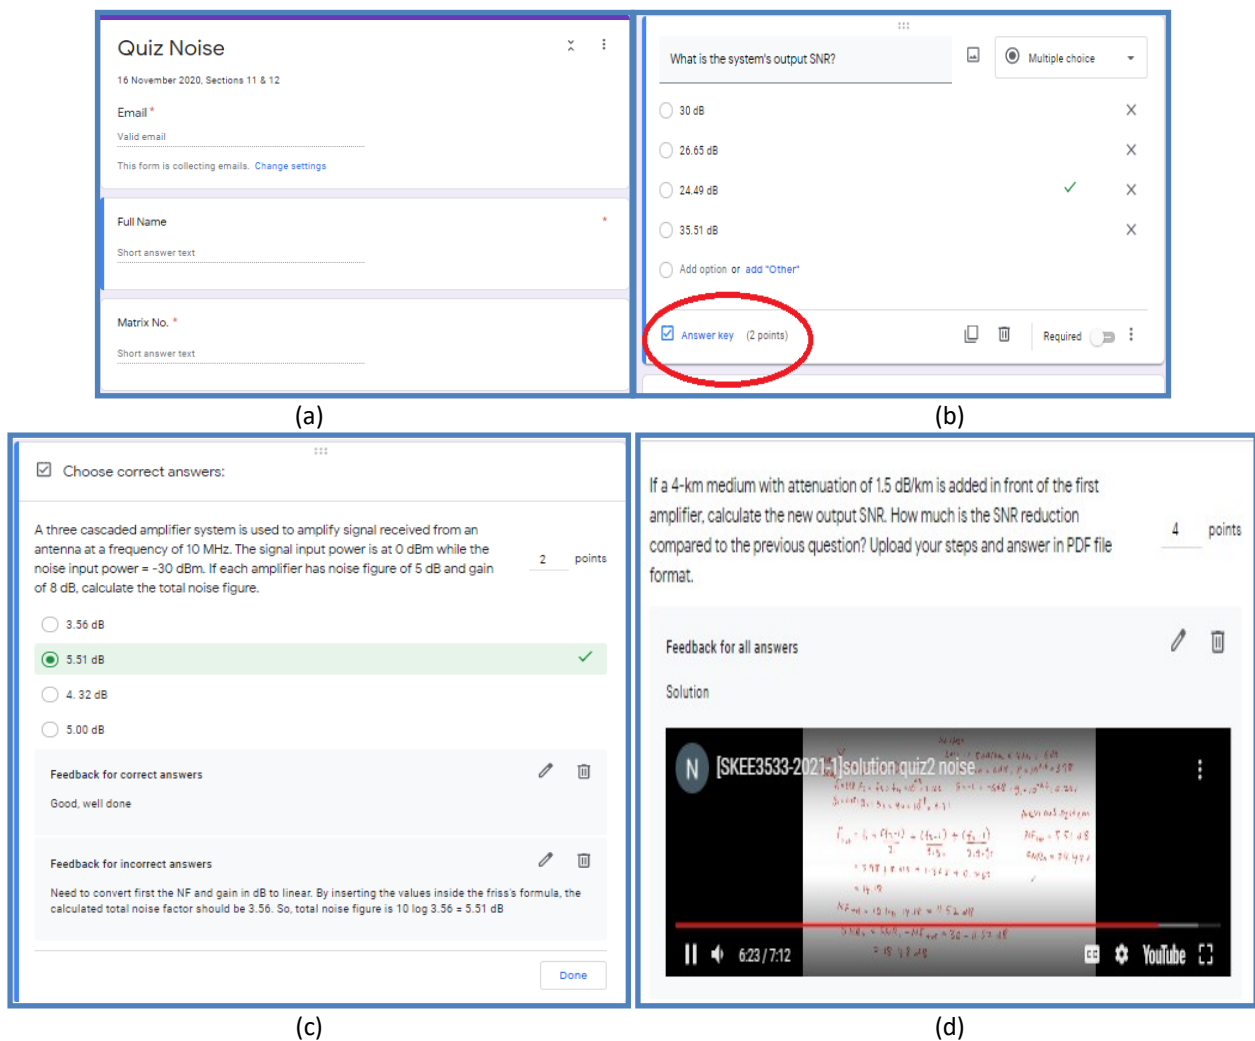 Quiz Noise
16 November 2020, Sections 11 & 12
Email *
Valid email
This form is collecting emails. Change settings
Full Name *
Short answer text
Matrix No. *
Short answer text
(a)
What is the system's output SNR?
Multiple choice
30 dB
26.65 dB
24.49 dB
35.51 dB
Add option or add "Other"
Answer key (2 points)
Required
(b)
Choose correct answers:
A three cascaded amplifier system is used to amplify signal received from an
antenna at a frequency of 10 MHz. The signal input power is at 0 dBm while the
noise input power = -30 dBm. If each amplifier has noise figure of 5 dB and gain
of 8 dB, calculate the total noise figure.
2 points
3.56 dB
5.51 dB
4. 32 dB
5.00 dB
Feedback for correct answers
Good, well done
Feedback for incorrect answers
Need to convert first the NF and gain in dB to linear. By inserting the values inside the friss's formula, the
calculated total noise factor should be 3.56. So, total noise figure is 10 log 3.56 = 5.51 dB
Done
(c)
If a 4-km medium with attenuation of 1.5 dB/km is added in front of the first
amplifier, calculate the new output SNR. How much is the SNR reduction
compared to the previous question? Upload your steps and answer in PDF file
format.
4 points
Feedback for all answers
Solution
N
[SKEE3533-2021-1]solution quiz2 noise
= 14.18
6:23 / 7:12
YouTube
(d)